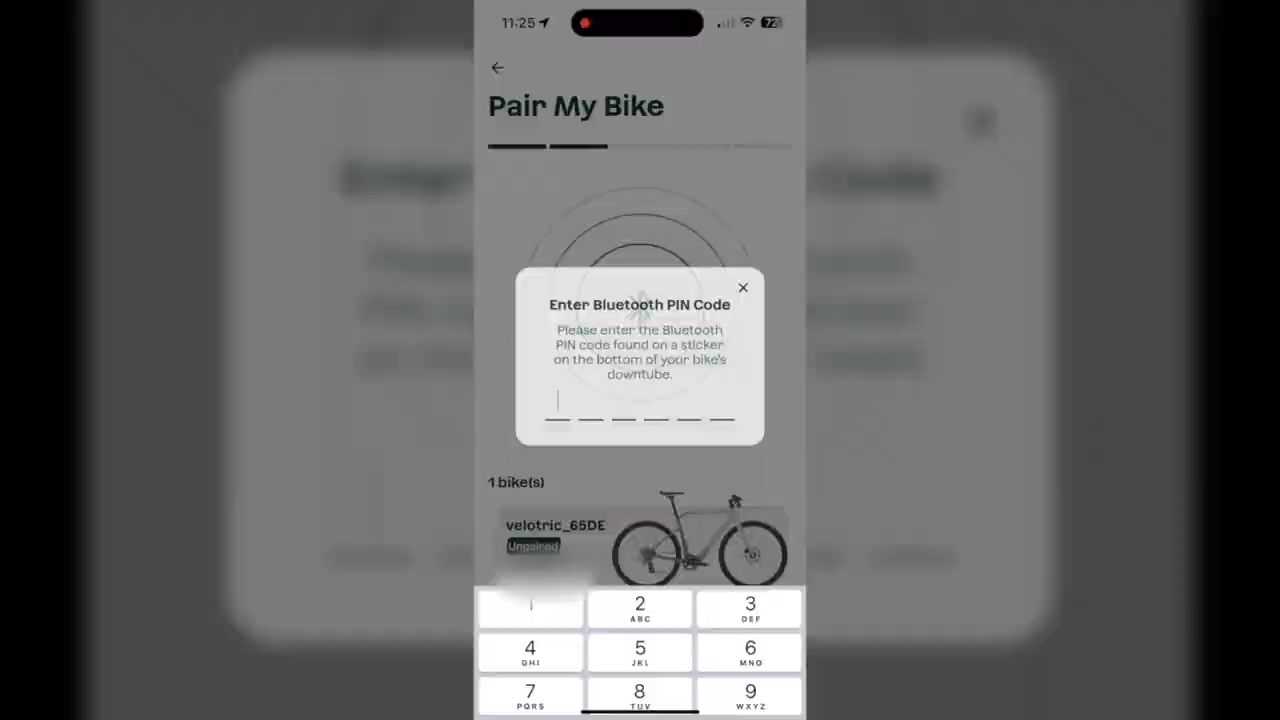 11:25
72
Pair My Bike
Enter Bluetooth PIN Code
Please enter the Bluetooth
PIN code found on a sticker
on the bottom of your bike's
downtube.
1 bike(s)
velotric_65DE
Unpaired
1
2
3
ABC
DEF
4
5
6
GHI
JKL
MNO
7
8
9
PQRS
TUV
WXYZ